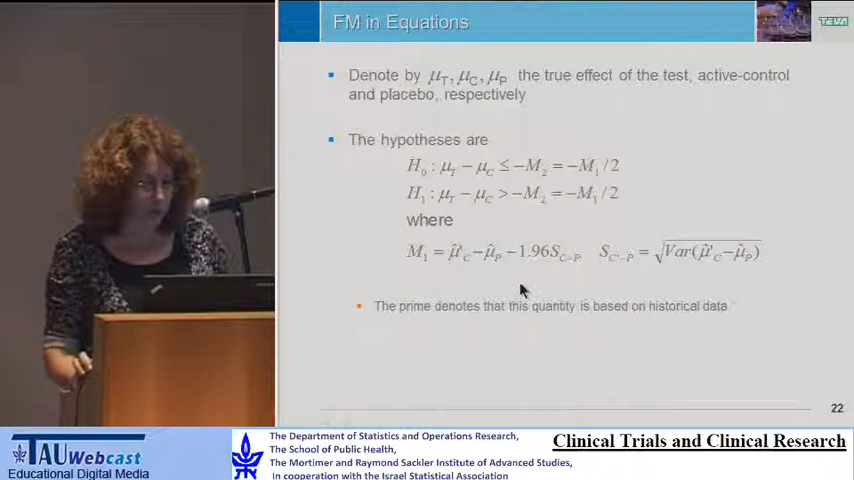 FM in Equations
TEVA
▪ Denote by μT, μC, μP the true effect of the test, active-control
and placebo, respectively
▪ The hypotheses are
H0 : μT − μC ≤ −M2 = −M1 / 2
H1 : μT − μC > −M2 = −M1 / 2
where
M1 = μ̂'C − μ̂P − 1.96SC−P   SC'−P = √Var(μ̂'C − μ̂P)
▪ The prime denotes that this quantity is based on historical data
22
TAU Webcast
Educational Digital Media
The Department of Statistics and Operations Research,
The School of Public Health,
The Mortimer and Raymond Sackler Institute of Advanced Studies,
In cooperation with the Israel Statistical Association
Clinical Trials and Clinical Research